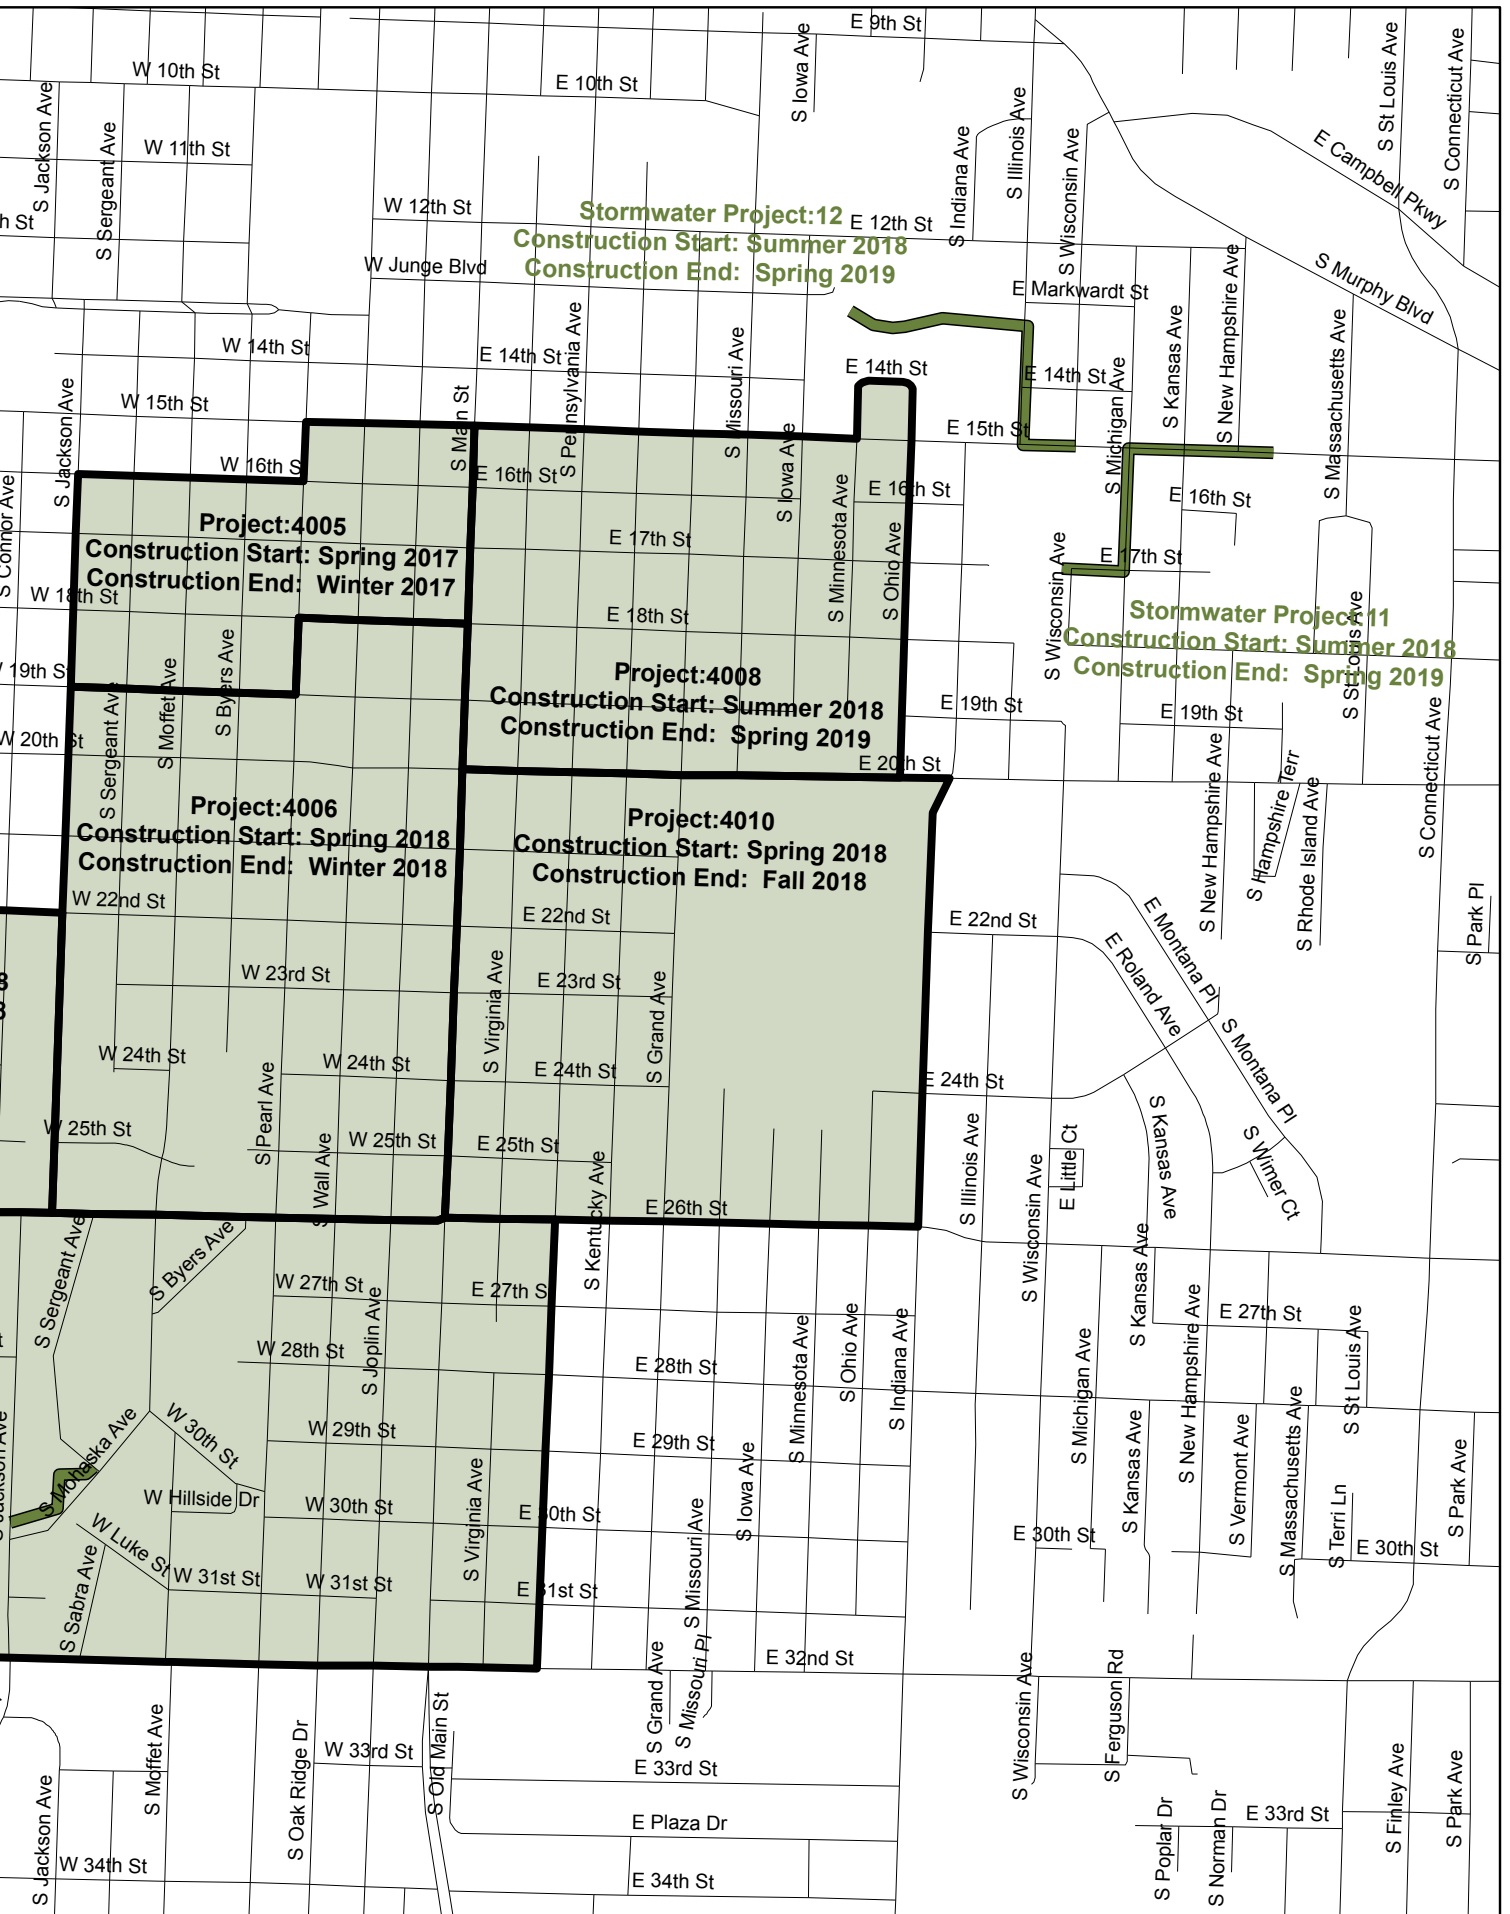 E 9th St
W 10th St
E 10th St
S Iowa Ave
S St Louis Ave
S Connecticut Ave
S Jackson Ave
S Sergeant Ave
W 11th St
S Indiana Ave
S Illinois Ave
S Wisconsin Ave
E Campbell Pkwy
h St
W 12th St
Stormwater Project:12
Construction Start: Summer 2018
Construction End: Spring 2019
E 12th St
W Junge Blvd
E Markwardt St
S Murphy Blvd
S New Hampshire Ave
S Kansas Ave
S Massachusetts Ave
S Pennsylvania Ave
S Missouri Ave
W 14th St
E 14th St
E 14th St
E 14th St
S Michigan Ave
S Jackson Ave
W 15th St
S Main St
E 15th St
S Iowa Ave
W 16th S
E 16th St
E 16th St
E 16th St
S Connor Ave
Project:4005
Construction Start: Spring 2017
Construction End: Winter 2017
E 17th St
E 17th St
S Minnesota Ave
S Ohio Ave
S Wisconsin Ave
W 18th St
E 18th St
Stormwater Project:11
Construction Start: Summer 2018
Construction End: Spring 2019
S St Louis Ave
W 19th St
S Sergeant Ave
S Moffet Ave
S Byers Ave
Project:4008
Construction Start: Summer 2018
Construction End: Spring 2019
E 19th St
E 19th St
W 20th St
E 20th St
S New Hampshire Ave
S Hampshire Terr
S Rhode Island Ave
S Connecticut Ave
Project:4006
Construction Start: Spring 2018
Construction End: Winter 2018
Project:4010
Construction Start: Spring 2018
Construction End: Fall 2018
W 22nd St
E 22nd St
E 22nd St
E Montana Pl
E Roland Ave
S Park Pl
8
W 23rd St
E 23rd St
S Virginia Ave
S Grand Ave
S Montana Pl
W 24th St
W 24th St
E 24th St
E 24th St
S Pearl Ave
W 25th St
W 25th St
E 25th St
S Wall Ave
S Kentucky Ave
S Illinois Ave
S Wisconsin Ave
E Little Ct
S Kansas Ave
S Wimer Ct
E 26th St
S Sergeant Ave
S Byers Ave
W 27th St
E 27th S
E 27th St
S Kansas Ave
S New Hampshire Ave
S Joplin Ave
W 28th St
E 28th St
S Minnesota Ave
S Ohio Ave
S Indiana Ave
S Michigan Ave
S St Louis Ave
S Mohaska Ave
W 30th St
W 29th St
E 29th St
S Iowa Ave
S Kansas Ave
S Vermont Ave
S Massachusetts Ave
S Park Ave
S Jackson Ave
W Hillside Dr
W 30th St
S Virginia Ave
E 30th St
S Missouri Ave
E 30th St
S Terri Ln
E 30th St
W Luke St
S Sabra Ave
W 31st St
W 31st St
E 31st St
E 32nd St
S Grand Ave
S Missouri Pl
S Wisconsin Ave
S Ferguson Rd
S Moffet Ave
S Oak Ridge Dr
S Old Main St
W 33rd St
E 33rd St
S Jackson Ave
E Plaza Dr
S Poplar Dr
S Norman Dr
E 33rd St
S Finley Ave
S Park Ave
W 34th St
E 34th St